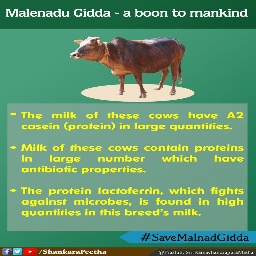 Malenadu Gidda - a boon to mankind
The milk of these cows have A2
casein (protein) in large quantities.
Milk of these cows contain proteins
in large number which have
antibiotic properties.
The protein lactoferrin, which fights
against microbes, is found in high
quantities in this breed's milk.
#SaveMalnadGidda
/ShankaraPeetha